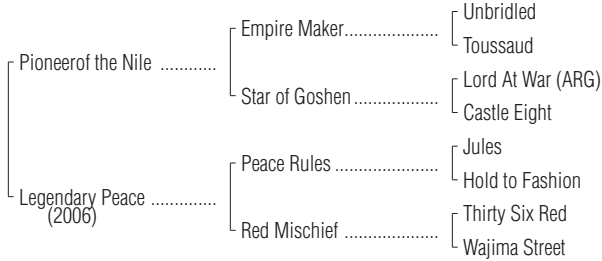 Unbridled
Empire Maker.....................
Toussaud
Pioneerof the Nile ............
Lord At War (ARG)
Star of Goshen..................
Castle Eight
Jules
Peace Rules ......................
Hold to Fashion
Legendary Peace ..............
(2006)
Thirty Six Red
Red Mischief ....................
Wajima Street